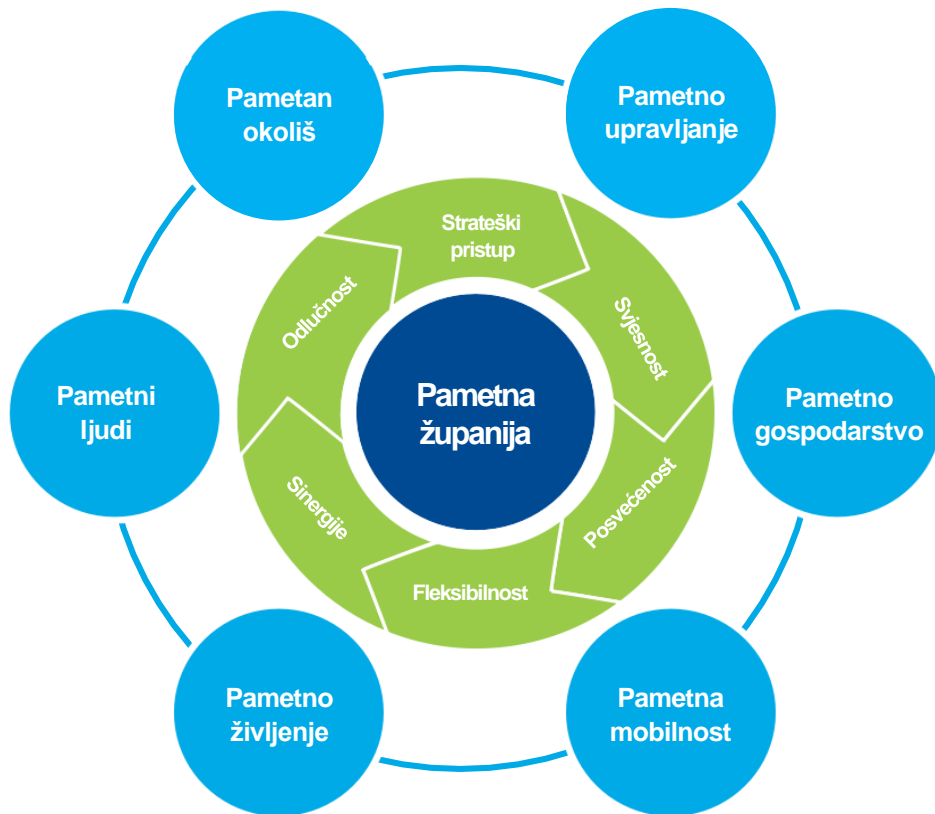 Pametan
okoliš
Pametno
upravljanje
Strateški
pristup
Odlučnost
Svjesnost
Pametni
ljudi
Pametna
županija
Pametno
gospodarstvo
Sinergije
Posvećenost
Fleksibilnost
Pametno
življenje
Pametna
mobilnost